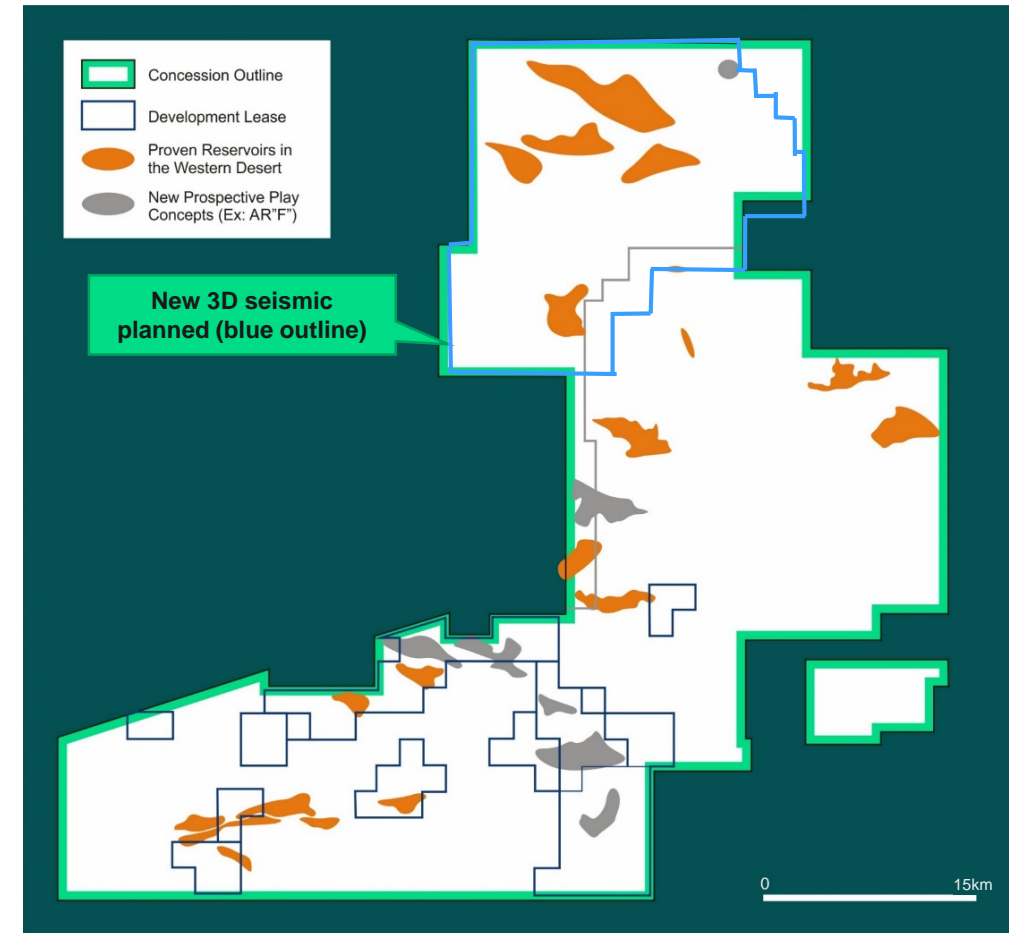 Concession Outline
Development Lease
Proven Reservoirs in
the Western Desert
New Prospective Play
Concepts (Ex: AR"F")
New 3D seismic
planned (blue outline)
0 15km